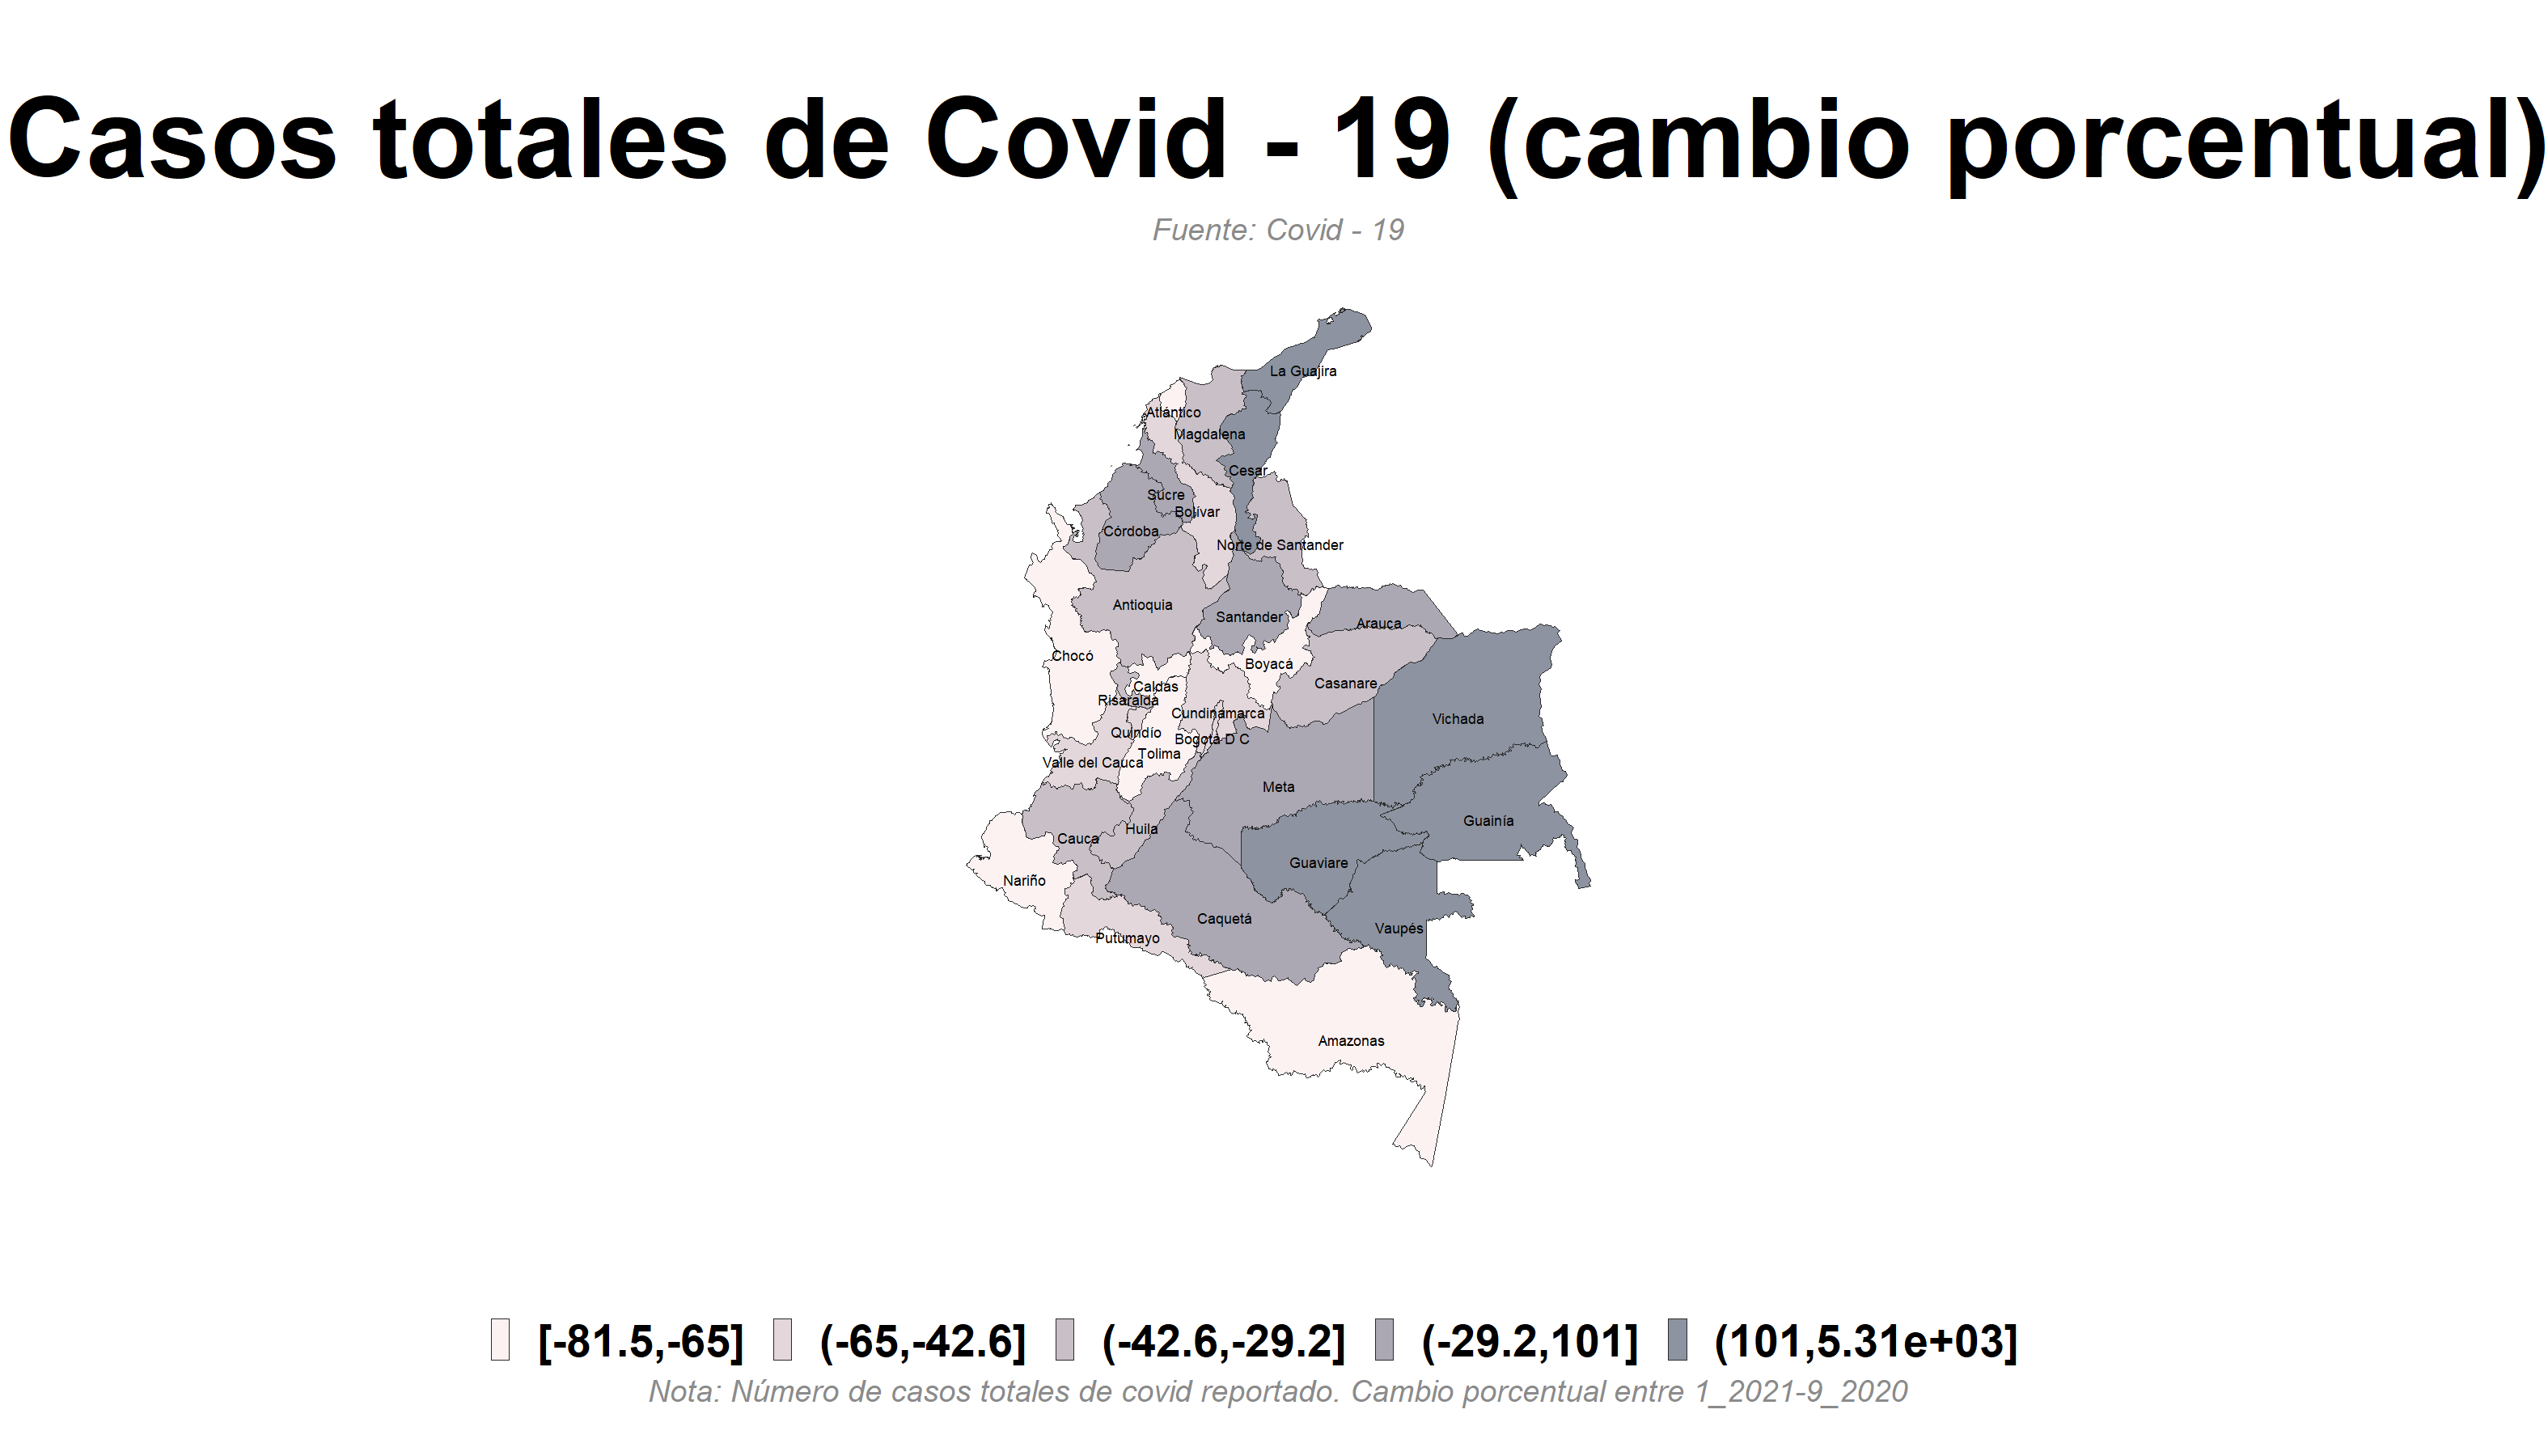 Casos totales de Covid - 19 (cambio porcentual)
Fuente: Covid - 19
La Guajira
Atlántico
Magdalena
Cesar
Sucre
Bolívar
Córdoba
Norte de Santander
Antioquia
Santander
Arauca
Chocó
Boyacá
Casanare
Caldas
Risaralda
Cundinamarca
Vichada
Quindío
Bogotá D C
Tolima
Valle del Cauca
Meta
Guainía
Huila
Cauca
Guaviare
Nariño
Caquetá
Vaupés
Putumayo
Amazonas
[-81.5,-65] (-65,-42.6] (-42.6,-29.2] (-29.2,101] (101,5.31e+03]
Nota: Número de casos totales de covid reportado. Cambio porcentual entre 1_2021-9_2020